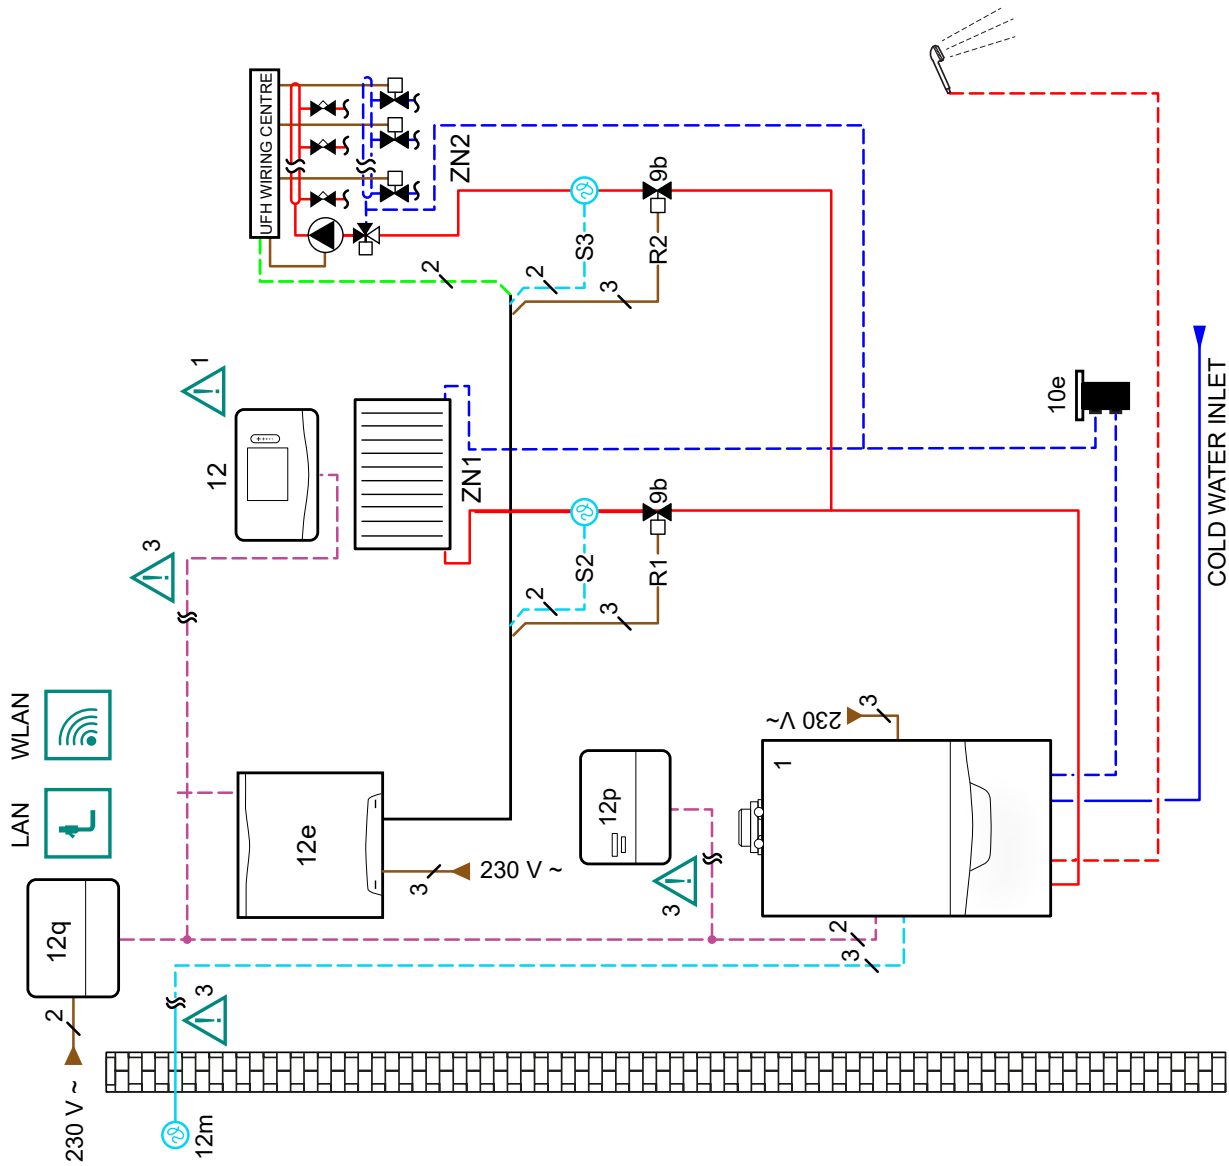 WLAN
LAN
12q
2
230 V ~
12m
3
3
12
1
UFH WIRING CENTRE
ZN2
ZN1
12e
3
230 V ~
2
2
S3
3
R2
9b
2
S2
3
R1
9b
12p
3
1
230 V~
3
2
3
10e
COLD WATER INLET